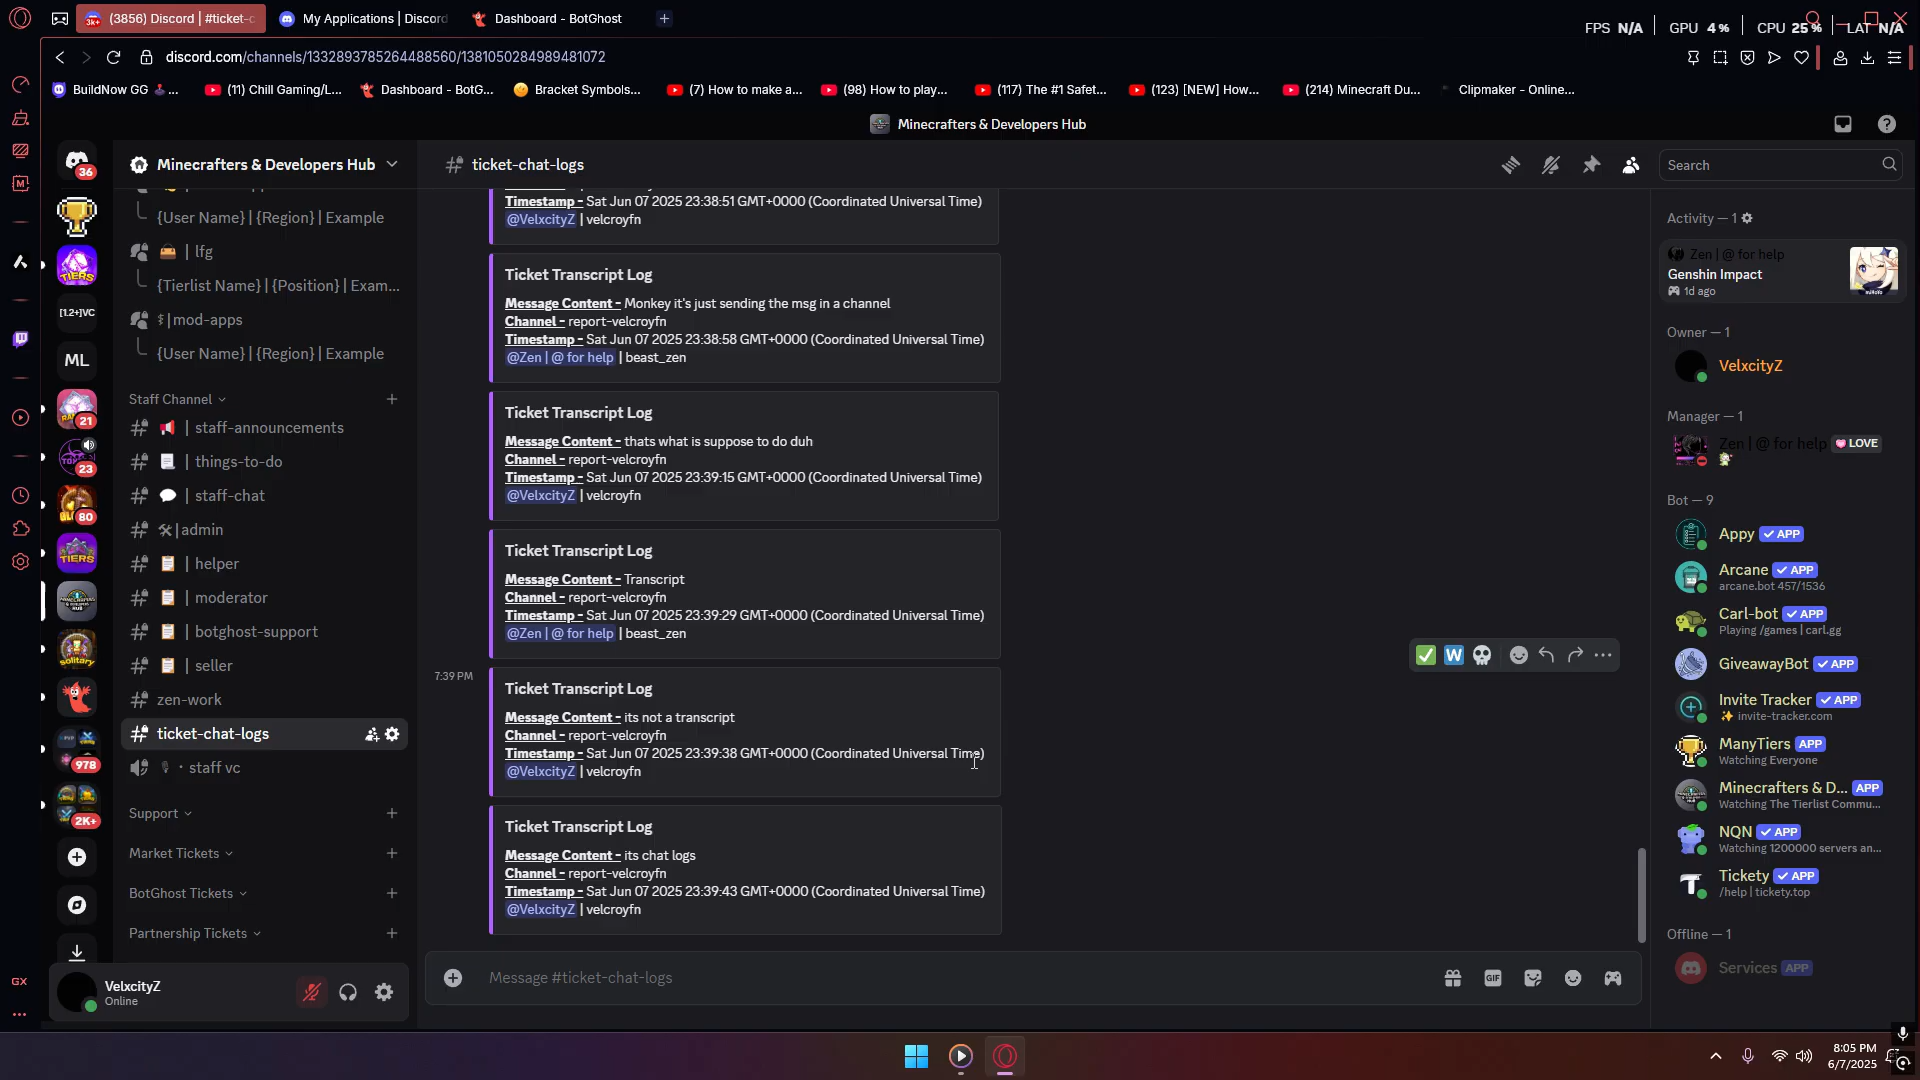 (3856) Discord | #ticket-c
My Applications | Discord
Dashboard - BotGhost
FPS N/A
GPU 4%
CPU 25%
LAT N/A
discord.com/channels/1332893785264488560/1381050284989481072
BuildNow GG
(11) Chill Gaming/L...
Dashboard - BotG...
Bracket Symbols...
(7) How to make a...
(98) How to play...
(117) The #1 Safet...
(123) [NEW] How...
(214) Minecraft Du...
Clipmaker - Online...
Minecrafters & Developers Hub
36
[1.2+]VC
ML
21
23
80
978
2K+
GX
Minecrafters & Developers Hub
{User Name} | {Region} | Example
| lfg
{Tierlist Name} | {Position} | Exam...
|mod-apps
{User Name} | {Region} | Example
Staff Channel
| staff-announcements
| things-to-do
| staff-chat
|admin
| helper
| moderator
| botghost-support
| seller
zen-work
ticket-chat-logs
staff vc
Support
Market Tickets
BotGhost Tickets
Partnership Tickets
VelxcityZ
Online
ticket-chat-logs
Timestamp - Sat Jun 07 2025 23:38:51 GMT+0000 (Coordinated Universal Time)
@VelxcityZ | velcroyfn
Ticket Transcript Log
Message Content - Monkey it's just sending the msg in a channel
Channel - report-velcroyfn
Timestamp - Sat Jun 07 2025 23:38:58 GMT+0000 (Coordinated Universal Time)
@Zen | @ for help | beast_zen
Ticket Transcript Log
Message Content - thats what is suppose to do duh
Channel - report-velcroyfn
Timestamp - Sat Jun 07 2025 23:39:15 GMT+0000 (Coordinated Universal Time)
@VelxcityZ | velcroyfn
Ticket Transcript Log
Message Content - Transcript
Channel - report-velcroyfn
Timestamp - Sat Jun 07 2025 23:39:29 GMT+0000 (Coordinated Universal Time)
@Zen | @ for help | beast_zen
7:39 PM
Ticket Transcript Log
Message Content - its not a transcript
Channel - report-velcroyfn
Timestamp - Sat Jun 07 2025 23:39:38 GMT+0000 (Coordinated Universal Time)
@VelxcityZ | velcroyfn
Ticket Transcript Log
Message Content - its chat logs
Channel - report-velcroyfn
Timestamp - Sat Jun 07 2025 23:39:43 GMT+0000 (Coordinated Universal Time)
@VelxcityZ | velcroyfn
Message #ticket-chat-logs
GIF
Search
Activity — 1
Zen | @ for help
Genshin Impact
1d ago
Owner — 1
VelxcityZ
Manager — 1
Zen | @ for help LOVE
Bot — 9
Appy APP
Arcane APP
arcane.bot 457/1536
Carl-bot APP
Playing /games | carl.gg
GiveawayBot APP
Invite Tracker APP
invite-tracker.com
ManyTiers APP
Watching Everyone
Minecrafters & D... APP
Watching The Tierlist Commu...
NQN APP
Watching 1200000 servers an...
Tickety APP
/help | tickety.top
Offline — 1
Services APP
8:05 PM
6/7/2025